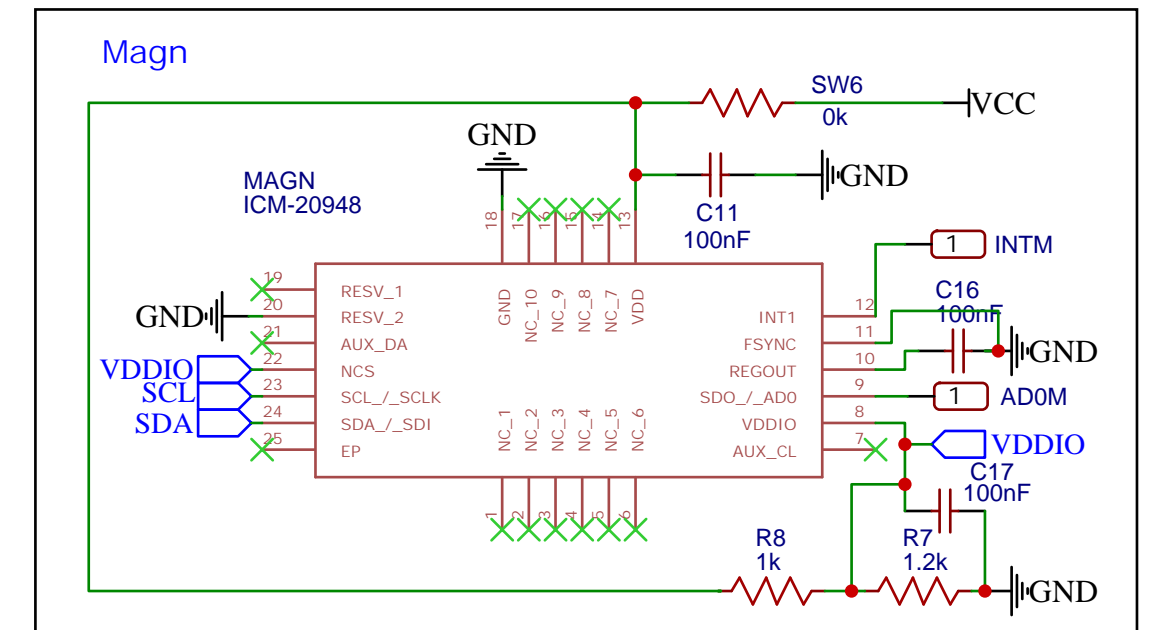 Magn
SW6
0k
VCC
GND
MAGN
ICM-20948
C11
100nF
GND
1 INTM
18
17
16
15
14
13
GND
NC_10
NC_9
NC_8
NC_7
VDD
19 RESV_1
GND 20 RESV_2
21 AUX_DA
VDDIO 22 NCS
SCL 23 SCL_/_SCLK
SDA 24 SDA_/_SDI
25 EP
INT1 12
FSYNC 11
REGOUT 10
SDO_/_AD0 9
VDDIO 8
AUX_CL 7
C16
100nF
GND
1 AD0M
VDDIO
C17
100nF
NC_1
NC_2
NC_3
NC_4
NC_5
NC_6
1
2
3
4
5
6
R8
1k
R7
1.2k
GND